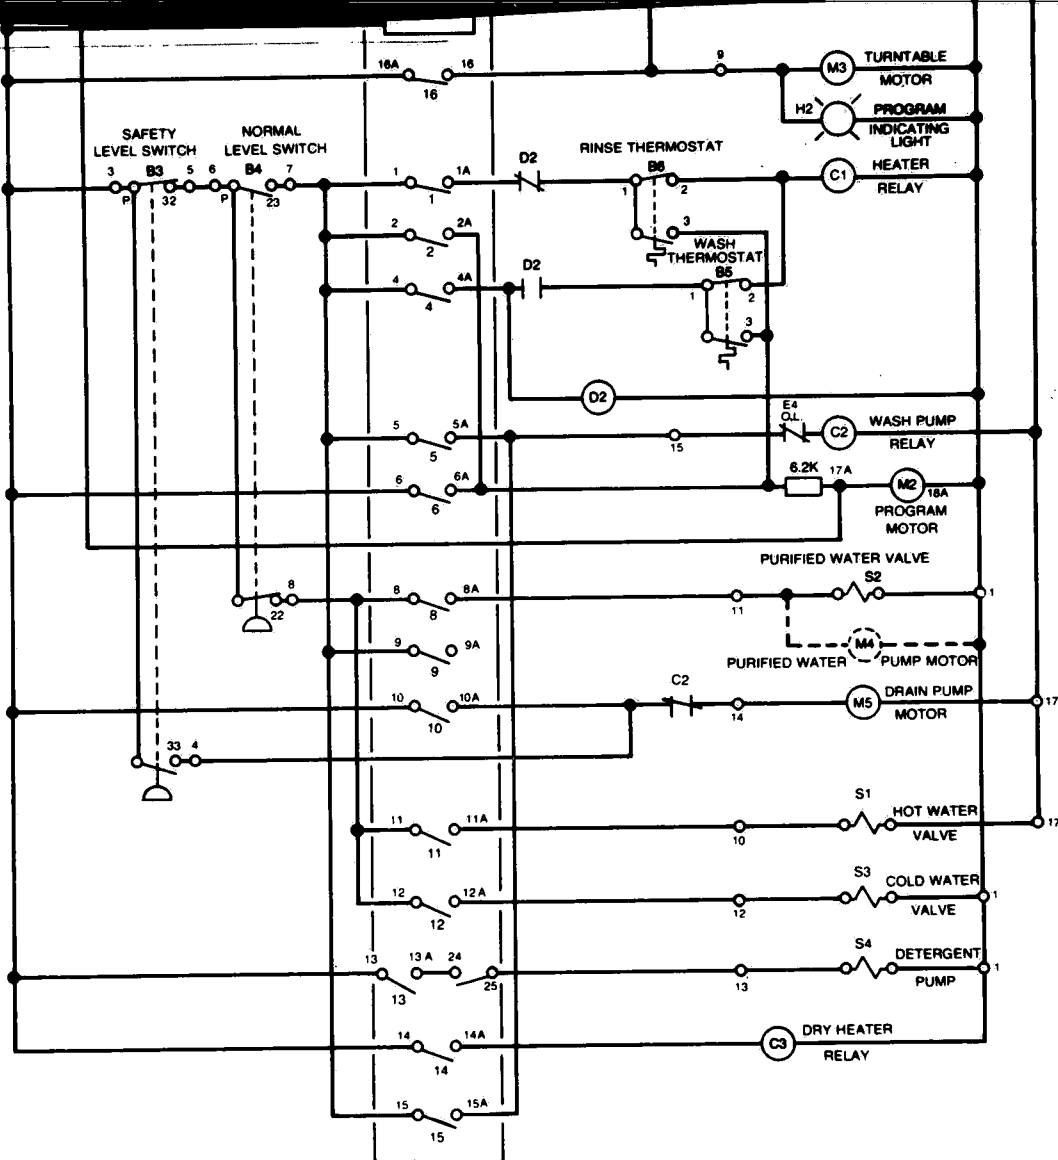 9
16A 16
16
M3 TURNTABLE
MOTOR
H2 PROGRAM
INDICATING
LIGHT
SAFETY
LEVEL SWITCH
NORMAL
LEVEL SWITCH
RINSE THERMOSTAT
3 B3 5 6 B4 7
P 32 P 23
1 1A
1
D2
B6
1 2
C1 HEATER
RELAY
2 2A
2
3
WASH
THERMOSTAT
4 4A
4
D2
B5
1 2
3
D2
5 5A
5
15
E4
O.L.
C2 WASH PUMP
RELAY
6 6A
6
6.2K 17A
M2
18A
PROGRAM
MOTOR
PURIFIED WATER VALVE
8
22
8 8A
8
11
S2
1
9 9A
9
M4
PURIFIED WATER PUMP MOTOR
10 10A
10
C2
14
M5 DRAIN PUMP
MOTOR
17
33 4
11 11A
11
10
S1
HOT WATER
VALVE
17
12 12A
12
12
S3
COLD WATER
VALVE
1
13 13A 24
13 25
13
S4
DETERGENT
PUMP
1
14 14A
14
C3 DRY HEATER
RELAY
15 15A
15